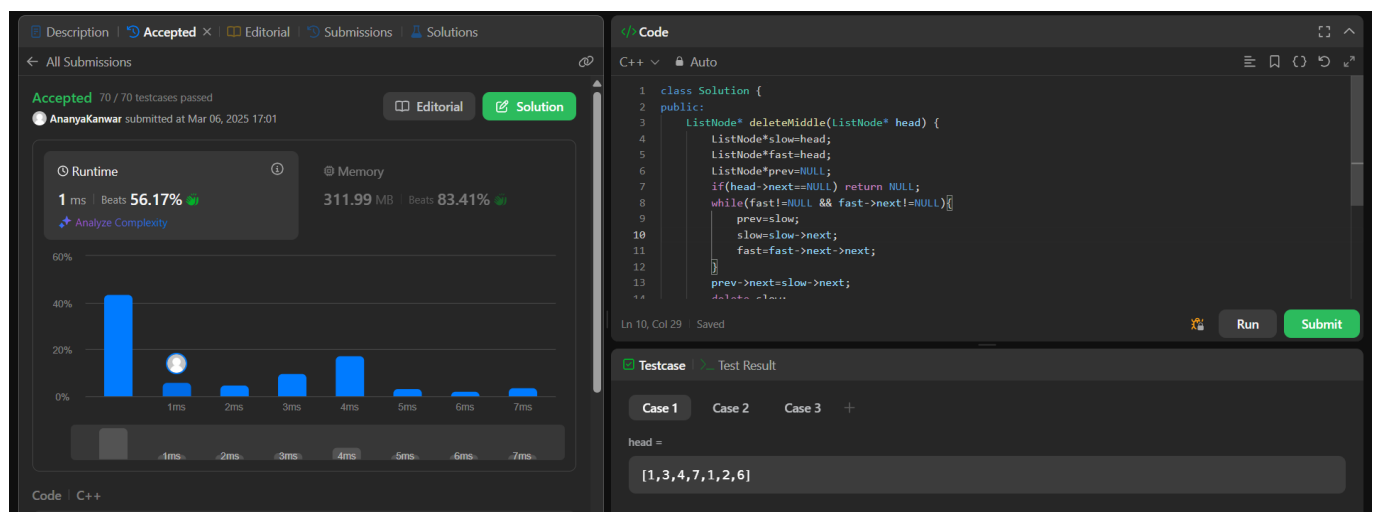 Description | Accepted × | Editorial | Submissions | Solutions
← All Submissions
Accepted 70 / 70 testcases passed
AnanyaKanwar submitted at Mar 06, 2025 17:01
Editorial
Solution
Runtime
1 ms | Beats 56.17%
Analyze Complexity
Memory
311.99 MB | Beats 83.41%
60%
40%
20%
0%
1ms 2ms 3ms 4ms 5ms 6ms 7ms
1ms 2ms 3ms 4ms 5ms 6ms 7ms
Code | C++
</> Code
C++ Auto
1 class Solution {
2 public:
3     ListNode* deleteMiddle(ListNode* head) {
4         ListNode*slow=head;
5         ListNode*fast=head;
6         ListNode*prev=NULL;
7         if(head->next==NULL) return NULL;
8         while(fast!=NULL && fast->next!=NULL){
9             prev=slow;
10             slow=slow->next;
11             fast=fast->next->next;
12         }
13         prev->next=slow->next;
14         delete slow;
Ln 10, Col 29 | Saved
Run
Submit
Testcase | >_ Test Result
Case 1 Case 2 Case 3 +
head =
[1,3,4,7,1,2,6]